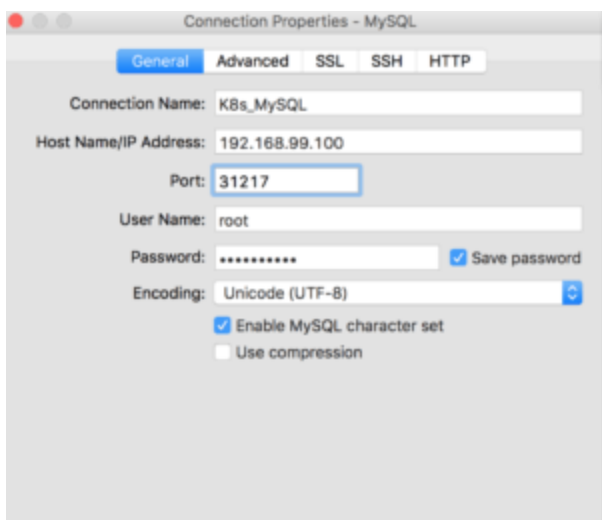 Connection Properties - MySQL
General Advanced SSL SSH HTTP
Connection Name: K8s_MySQL
Host Name/IP Address: 192.168.99.100
Port: 31217
User Name: root
Password: •••••••••• Save password
Encoding: Unicode (UTF-8)
Enable MySQL character set
Use compression